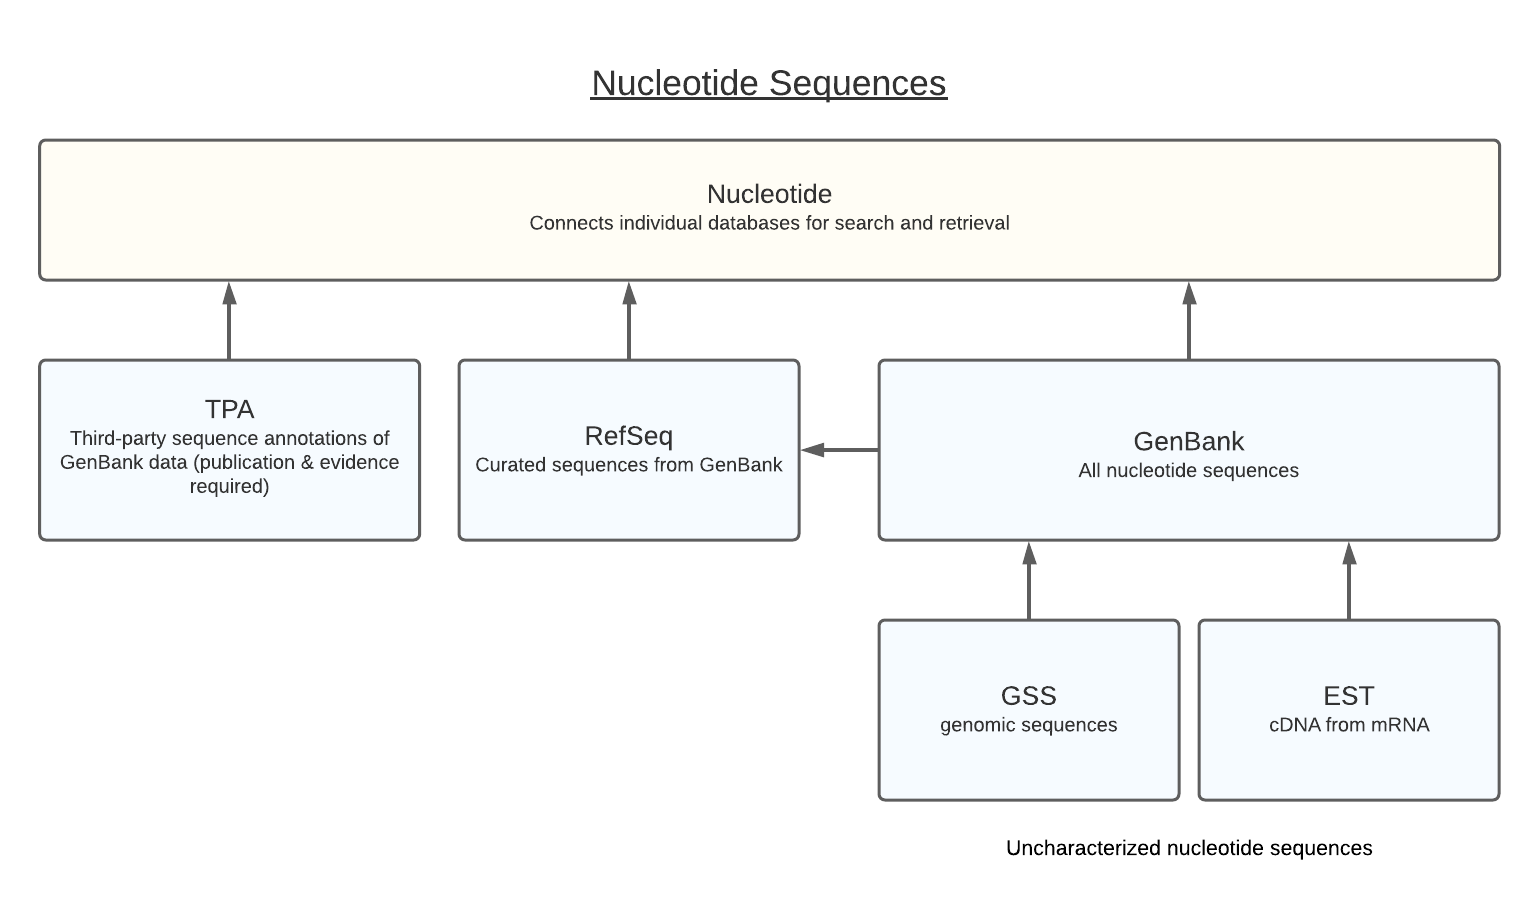 Nucleotide Sequences
Nucleotide
Connects individual databases for search and retrieval
TPA
Third-party sequence annotations of
GenBank data (publication & evidence
required)
RefSeq
Curated sequences from GenBank
GenBank
All nucleotide sequences
GSS
genomic sequences
EST
cDNA from mRNA
Uncharacterized nucleotide sequences